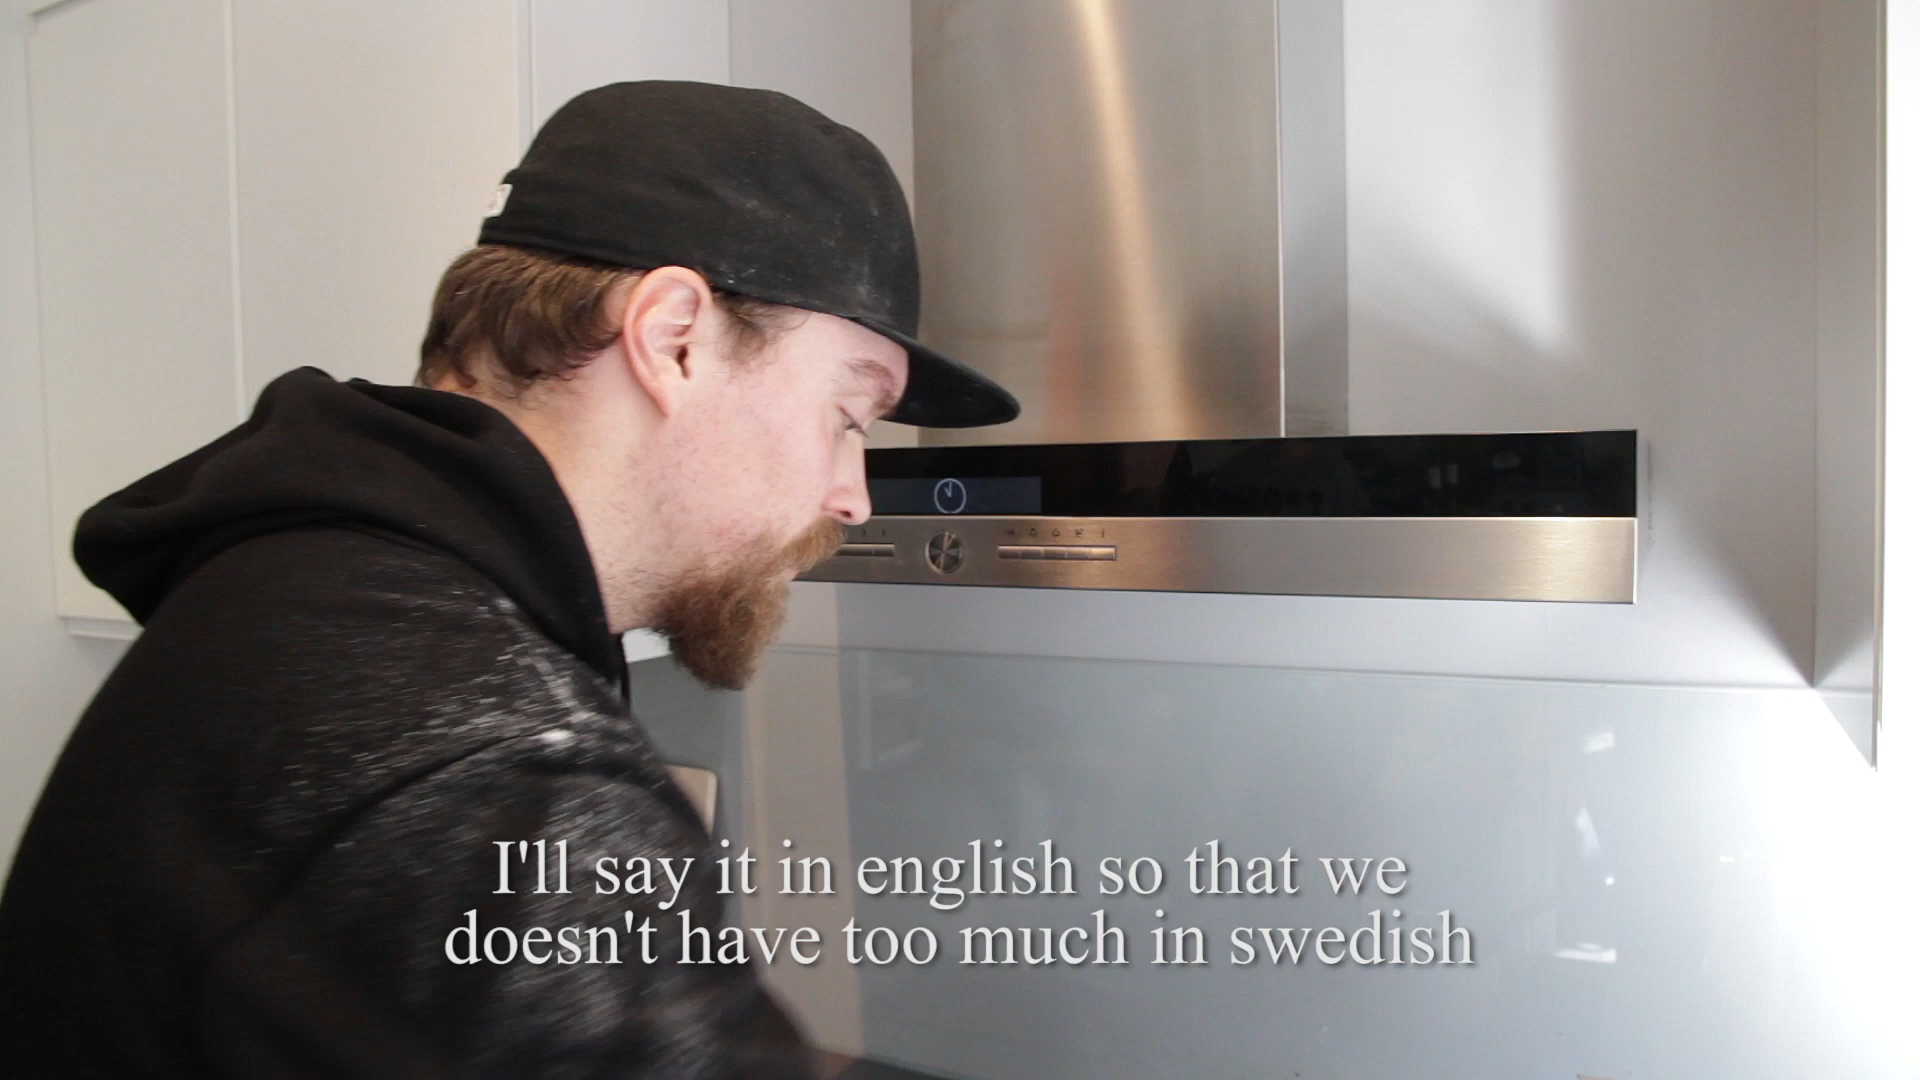 I'll say it in english so that we
doesn't have too much in swedish